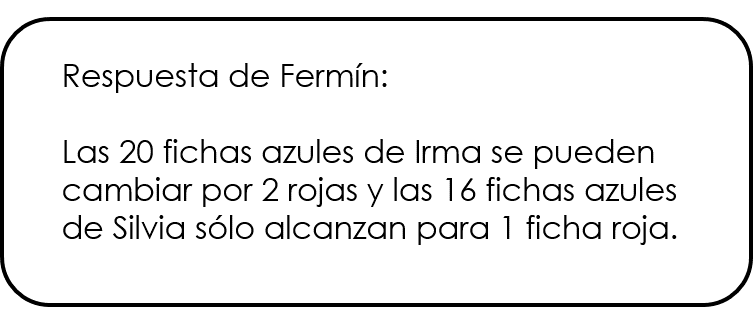 Respuesta de Fermín:
Las 20 fichas azules de Irma se pueden
cambiar por 2 rojas y las 16 fichas azules
de Silvia sólo alcanzan para 1 ficha roja.